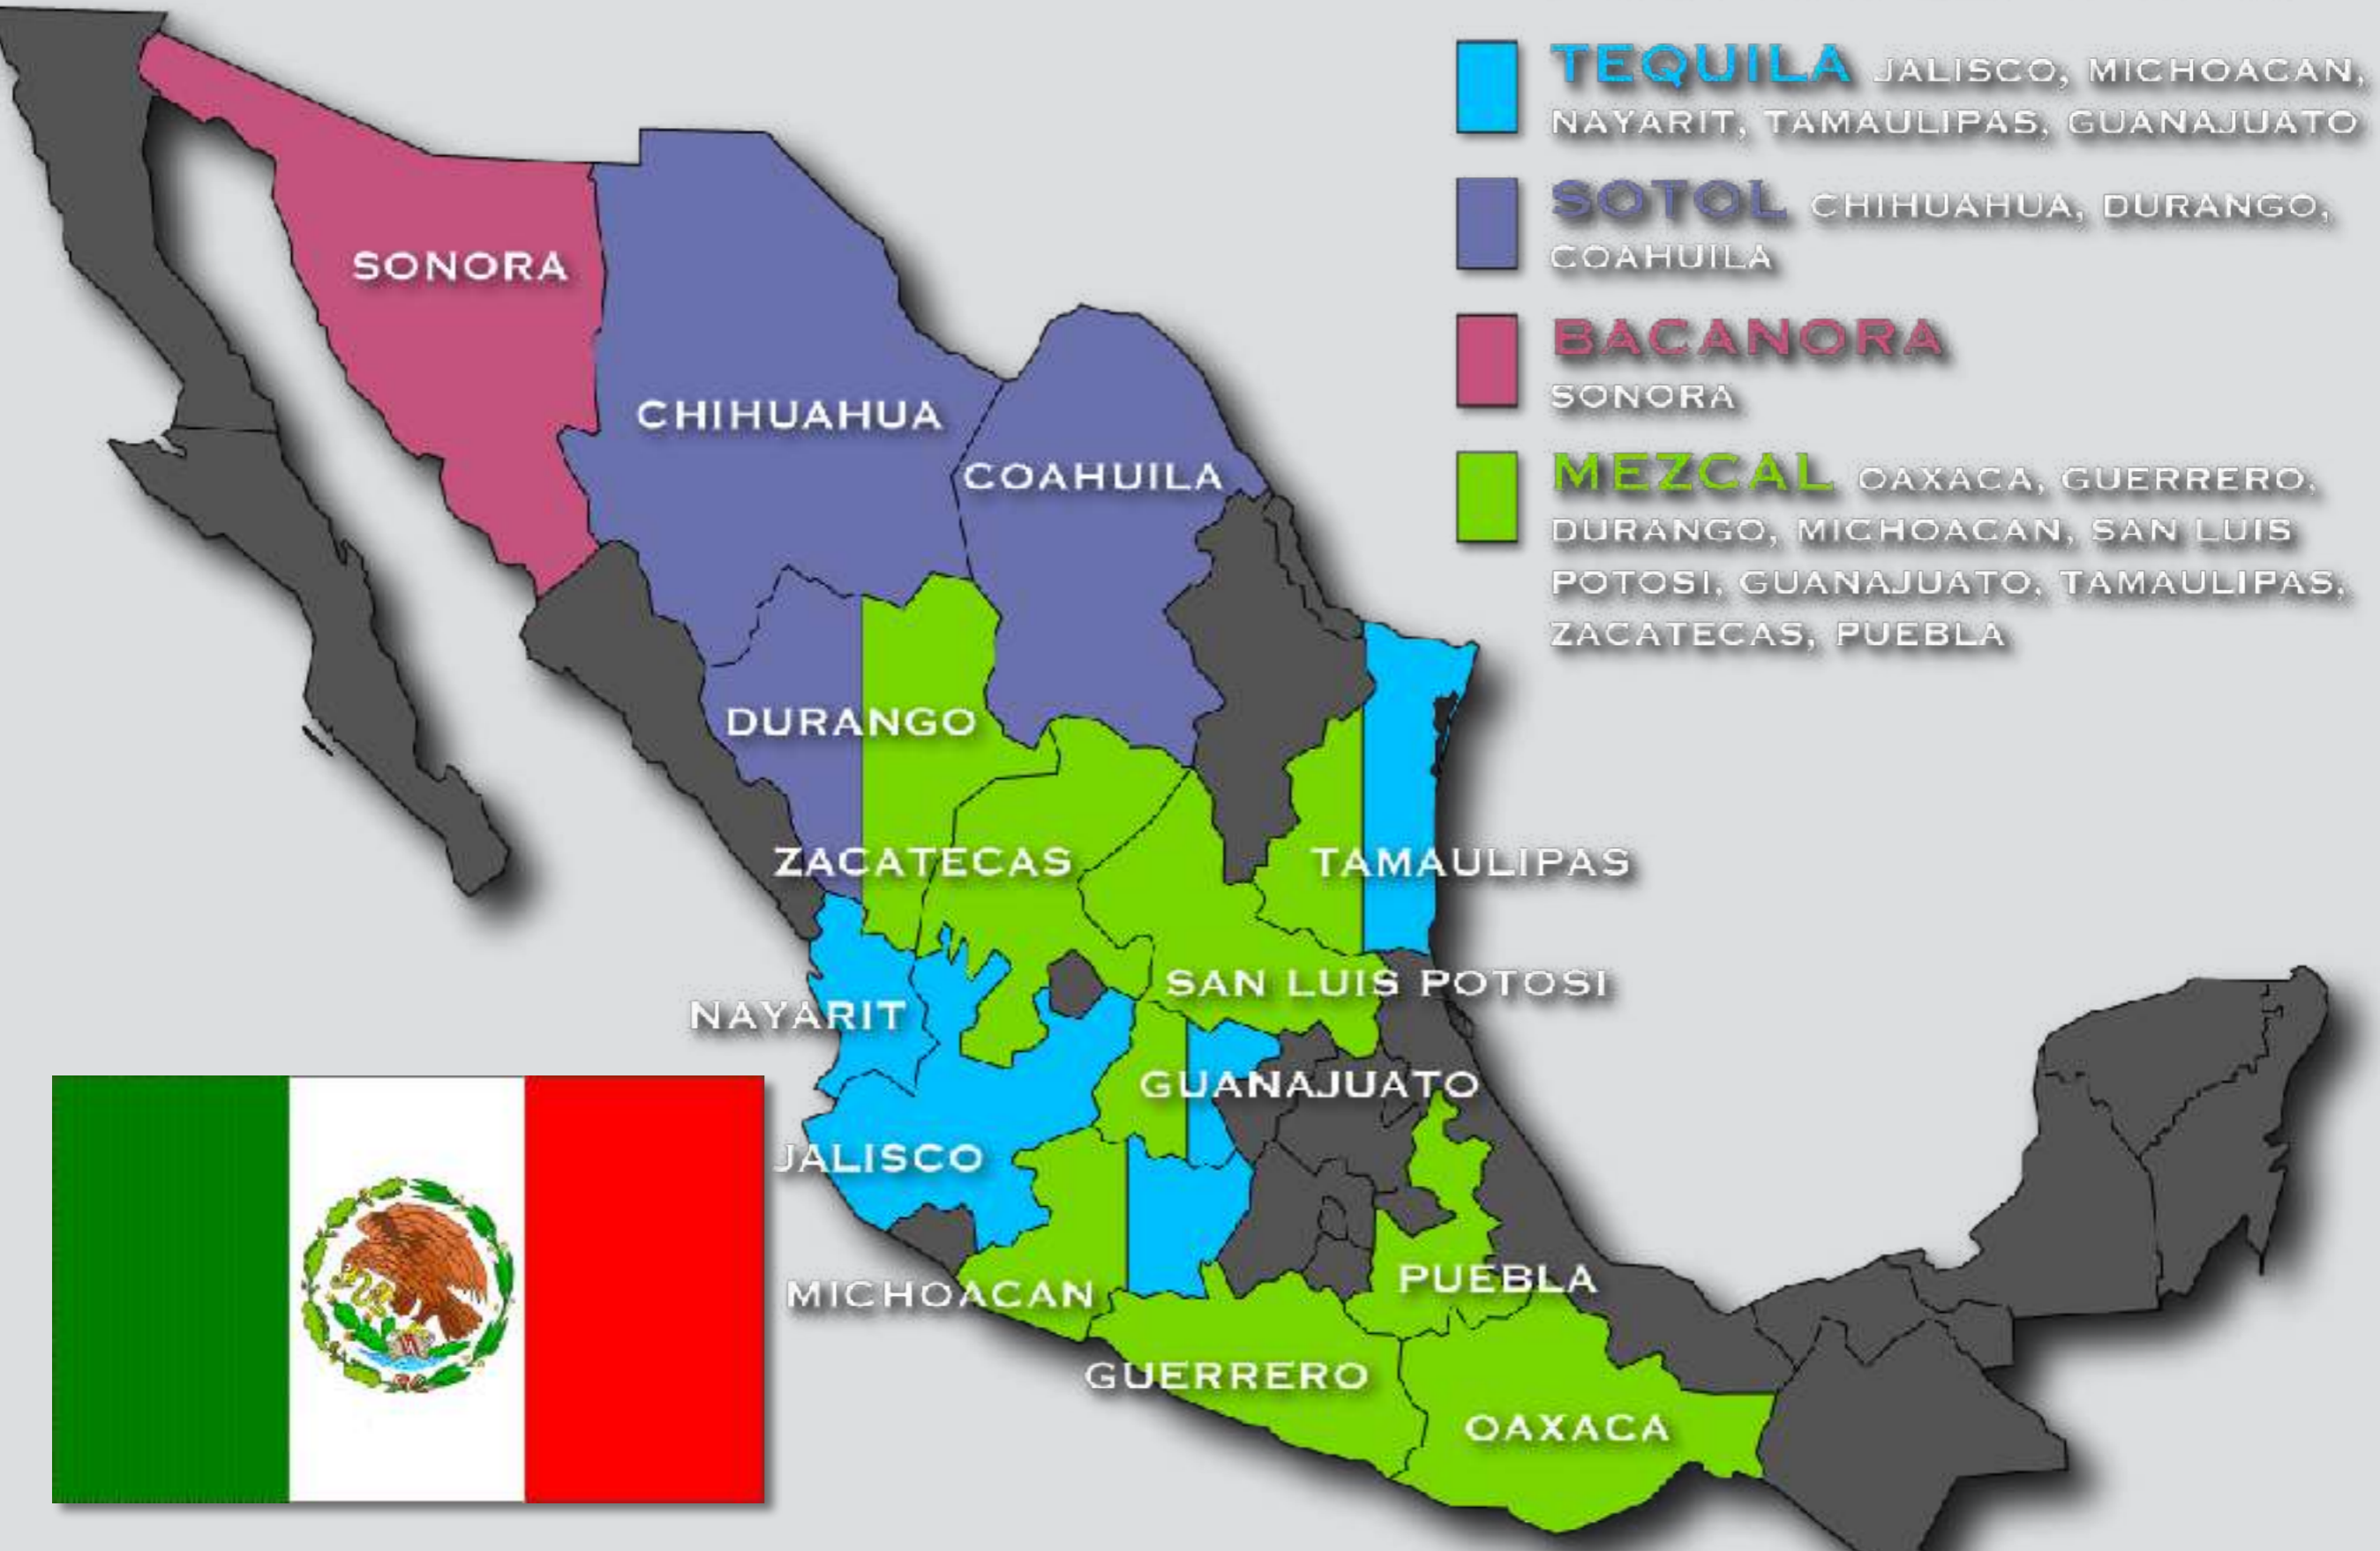 TEQUILA JALISCO, MICHOACAN,
NAYARIT, TAMAULIPAS, GUANAJUATO
SOTOL CHIHUAHUA, DURANGO,
COAHUILA
BACANORA
SONORA
MEZCAL OAXACA, GUERRERO,
DURANGO, MICHOACAN, SAN LUIS
POTOSI, GUANAJUATO, TAMAULIPAS,
ZACATECAS, PUEBLA
SONORA
CHIHUAHUA
COAHUILA
DURANGO
ZACATECAS
TAMAULIPAS
SAN LUIS POTOSI
NAYARIT
GUANAJUATO
JALISCO
PUEBLA
MICHOACAN
GUERRERO
OAXACA